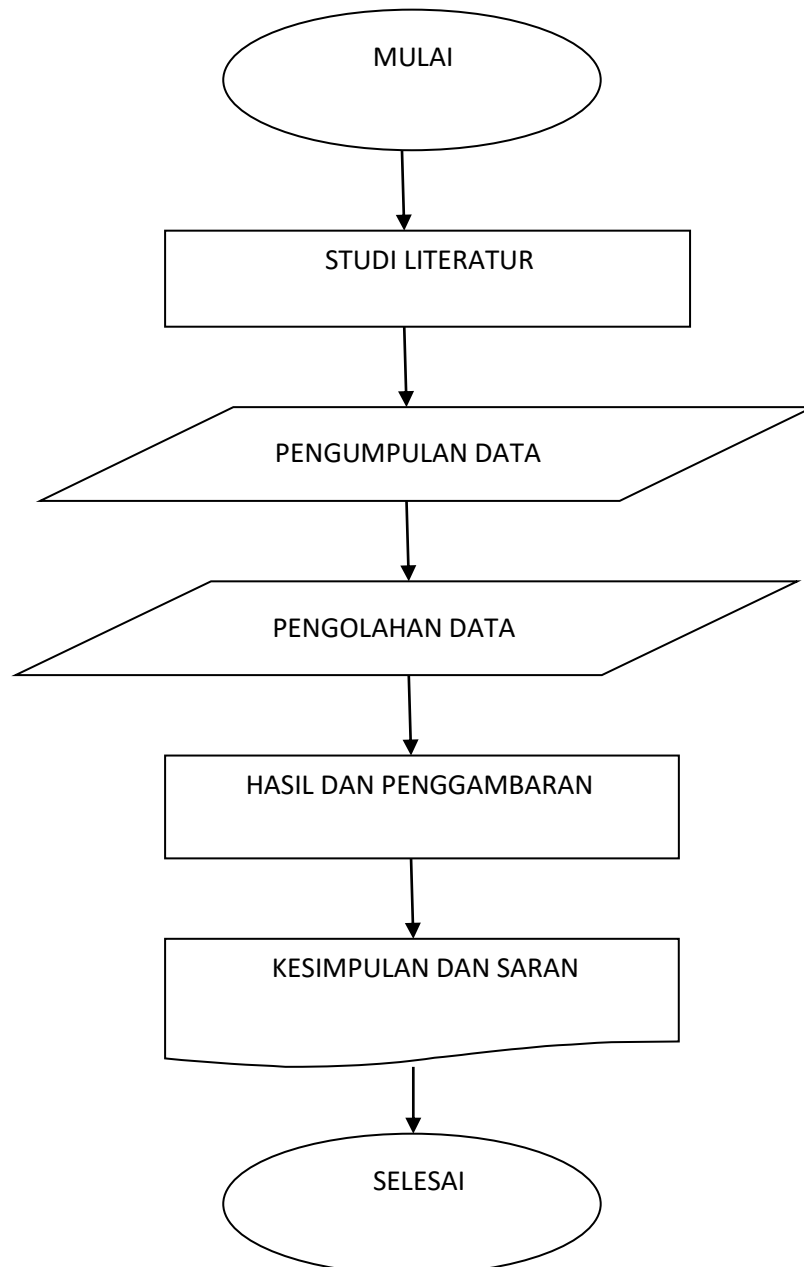 MULAI
STUDI LITERATUR
PENGUMPULAN DATA
PENGOLAHAN DATA
HASIL DAN PENGGAMBARAN
KESIMPULAN DAN SARAN
SELESAI